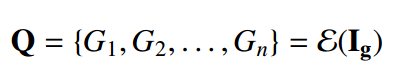 𝐐 = {G₁, G₂, . . . , Gₙ} = ℰ(𝐈_𝐠)